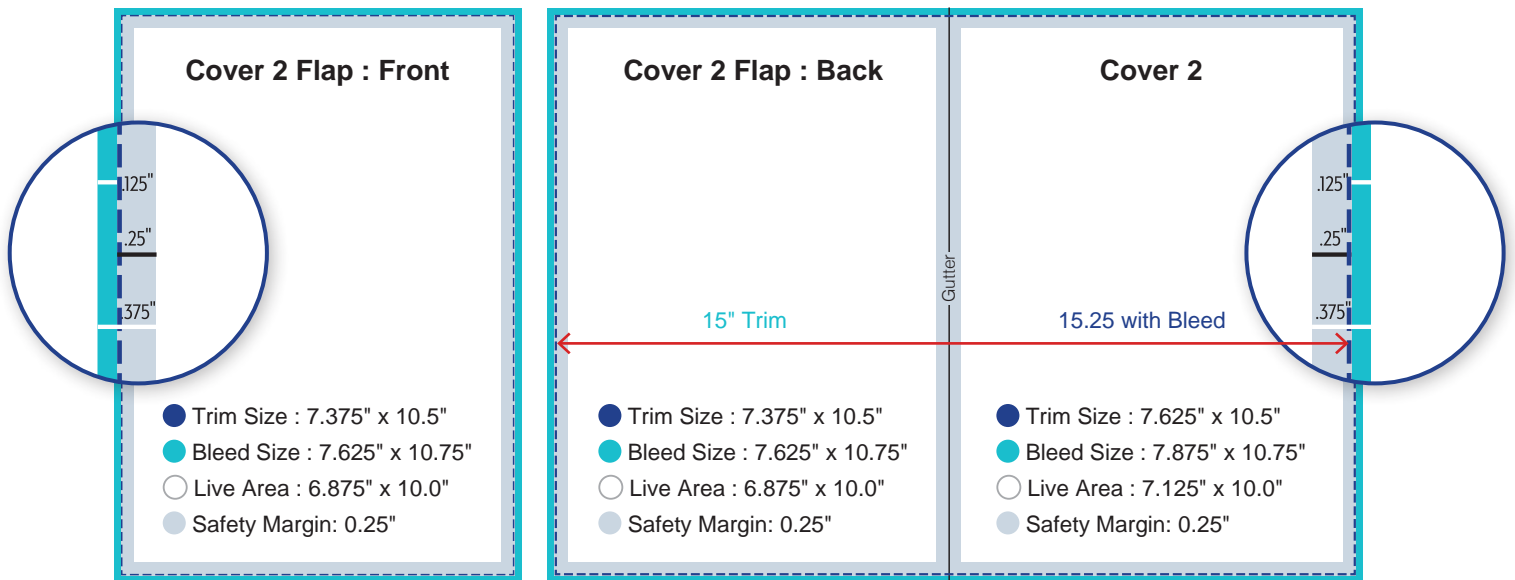 Cover 2 Flap : Front
.125"
.25"
.375"
Trim Size : 7.375" x 10.5"
Bleed Size : 7.625" x 10.75"
Live Area : 6.875" x 10.0"
Safety Margin: 0.25"
Cover 2 Flap : Back
15" Trim
Trim Size : 7.375" x 10.5"
Bleed Size : 7.625" x 10.75"
Live Area : 6.875" x 10.0"
Safety Margin: 0.25"
Gutter
Cover 2
.125"
.25"
.375"
15.25 with Bleed
Trim Size : 7.625" x 10.5"
Bleed Size : 7.875" x 10.75"
Live Area : 7.125" x 10.0"
Safety Margin: 0.25"